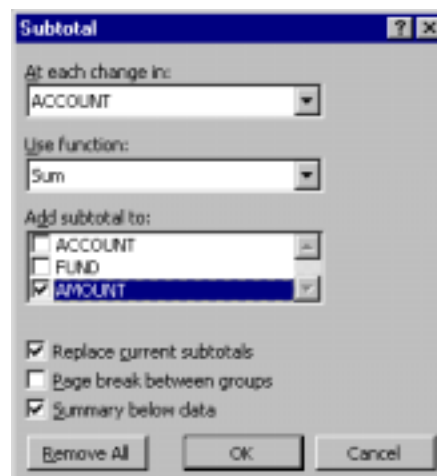 Subtotal
At each change in:
ACCOUNT
Use function:
Sum
Add subtotal to:
ACCOUNT
FUND
AMOUNT
Replace current subtotals
Page break between groups
Summary below data
Remove All OK Cancel